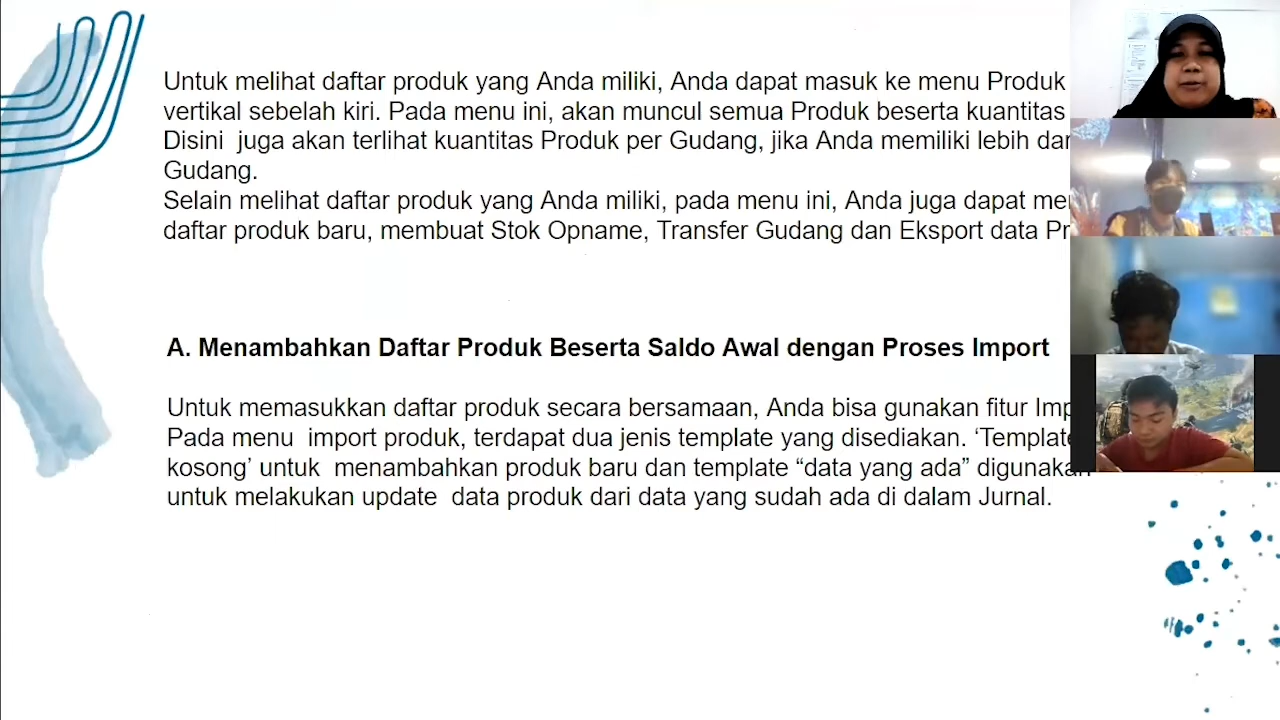 Untuk melihat daftar produk yang Anda miliki, Anda dapat masuk ke menu Produk
vertikal sebelah kiri. Pada menu ini, akan muncul semua Produk beserta kuantitas
Disini juga akan terlihat kuantitas Produk per Gudang, jika Anda memiliki lebih
Gudang.
Selain melihat daftar produk yang Anda miliki, pada menu ini, Anda juga dapat
daftar produk baru, membuat Stok Opname, Transfer Gudang dan Eksport data
A. Menambahkan Daftar Produk Beserta Saldo Awal dengan Proses Import
Untuk memasukkan daftar produk secara bersamaan, Anda bisa gunakan fitur
Pada menu import produk, terdapat dua jenis template yang disediakan. ‘Template
kosong’ untuk menambahkan produk baru dan template “data yang ada” digunakan
untuk melakukan update data produk dari data yang sudah ada di dalam Jurnal.